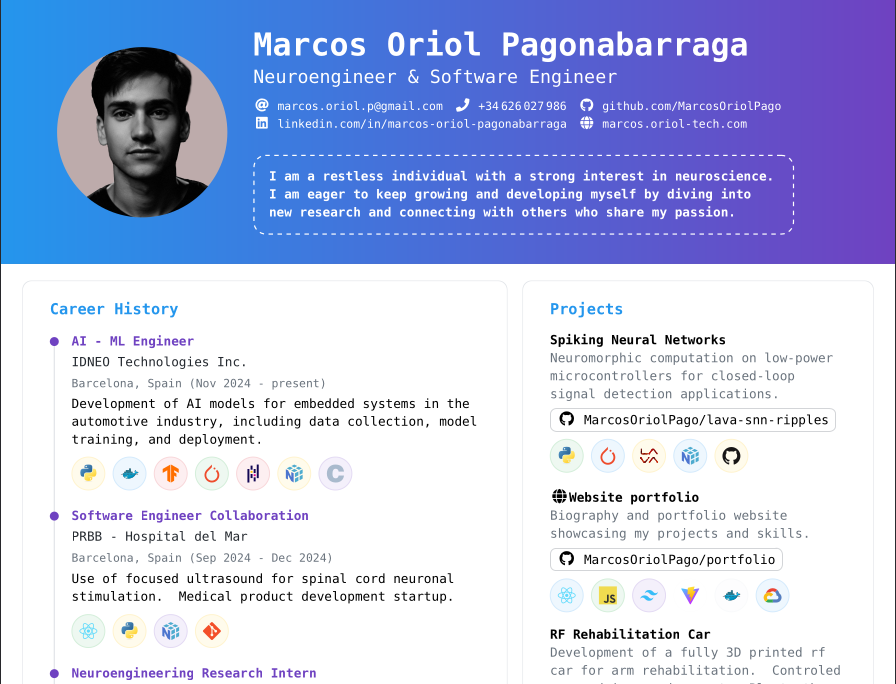 Marcos Oriol Pagonabarraga
Neuroengineer & Software Engineer
marcos.oriol.p@gmail.com +34 626 027 986 github.com/MarcosOriolPago
linkedin.com/in/marcos-oriol-pagonabarraga marcos.oriol-tech.com
I am a restless individual with a strong interest in neuroscience.
I am eager to keep growing and developing myself by diving into
new research and connecting with others who share my passion.
Career History
AI - ML Engineer
IDNEO Technologies Inc.
Barcelona, Spain (Nov 2024 - present)
Development of AI models for embedded systems in the
automotive industry, including data collection, model
training, and deployment.
C
Software Engineer Collaboration
PRBB - Hospital del Mar
Barcelona, Spain (Sep 2024 - Dec 2024)
Use of focused ultrasound for spinal cord neuronal
stimulation. Medical product development startup.
Neuroengineering Research Intern
Projects
Spiking Neural Networks
Neuromorphic computation on low-power
microcontrollers for closed-loop
signal detection applications.
MarcosOriolPago/lava-snn-ripples
Website portfolio
Biography and portfolio website
showcasing my projects and skills.
MarcosOriolPago/portfolio
JS
RF Rehabilitation Car
Development of a fully 3D printed rf
car for arm rehabilitation. Controled